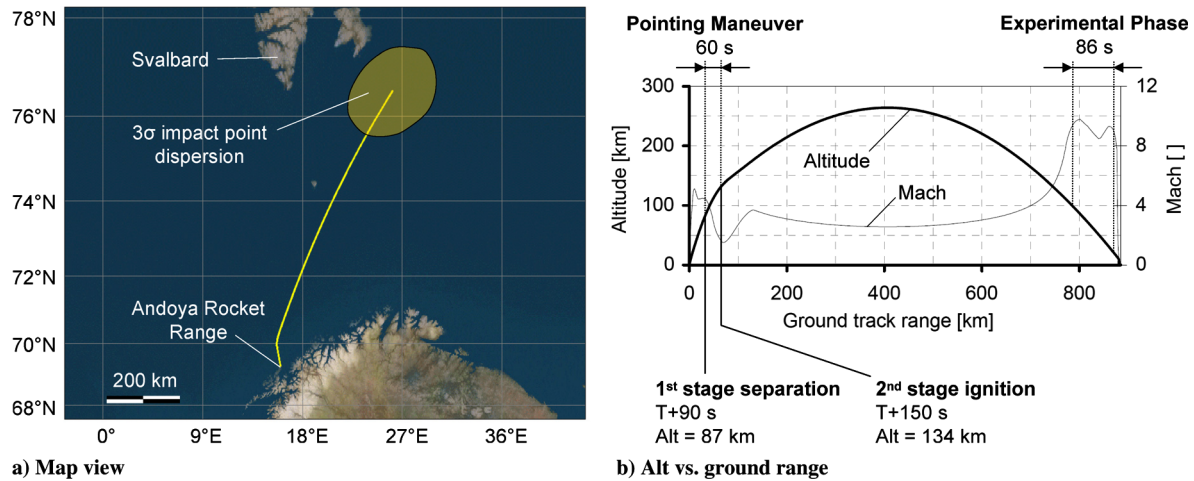 78°N
76°N
74°N
72°N
70°N
68°N
Svalbard
3σ impact point
dispersion
Andoya Rocket
Range
200 km
0°
9°E
18°E
27°E
36°E
a) Map view
Pointing Maneuver
60 s
Experimental Phase
86 s
300
200
100
0
Altitude [km]
12
8
4
0
Mach [ ]
Altitude
Mach
0
200
400
600
800
Ground track range [km]
1st stage separation
T+90 s
Alt = 87 km
2nd stage ignition
T+150 s
Alt = 134 km
b) Alt vs. ground range